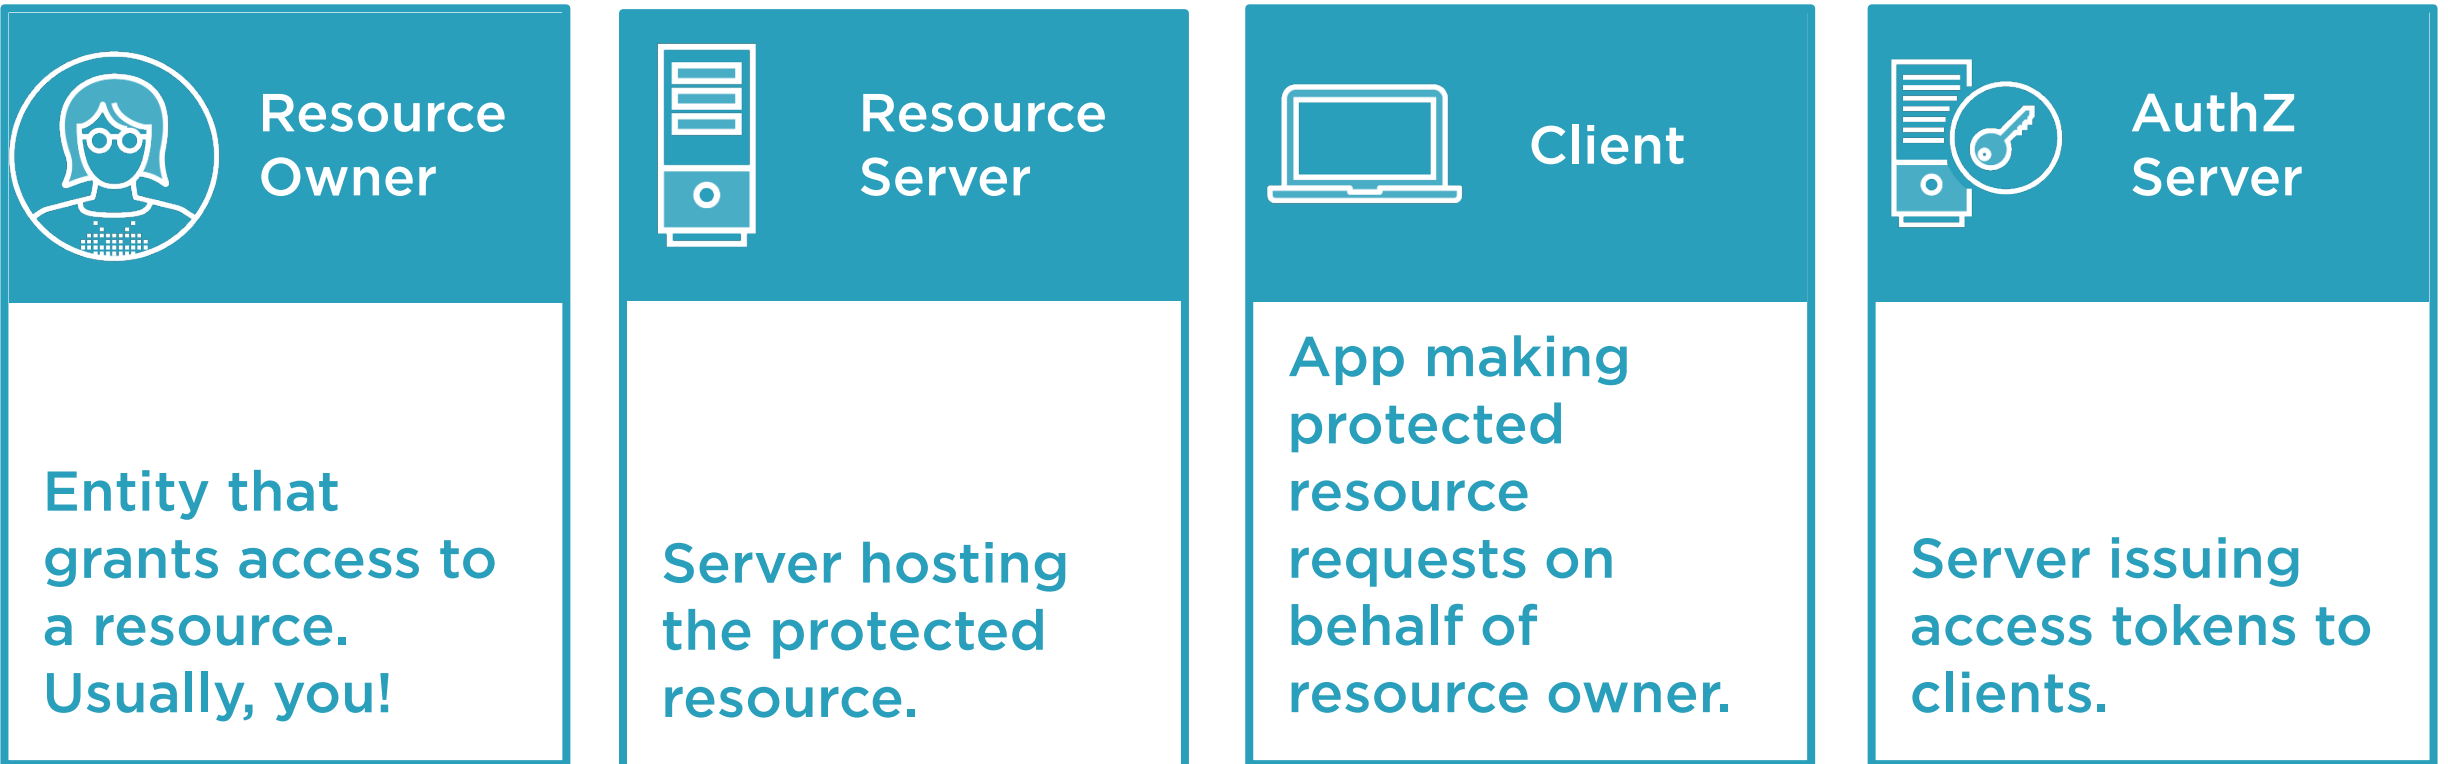 Resource
Owner
Entity that
grants access to
a resource.
Usually, you!
Resource
Server
Server hosting
the protected
resource.
Client
App making
protected
resource
requests on
behalf of
resource owner.
AuthZ
Server
Server issuing
access tokens to
clients.